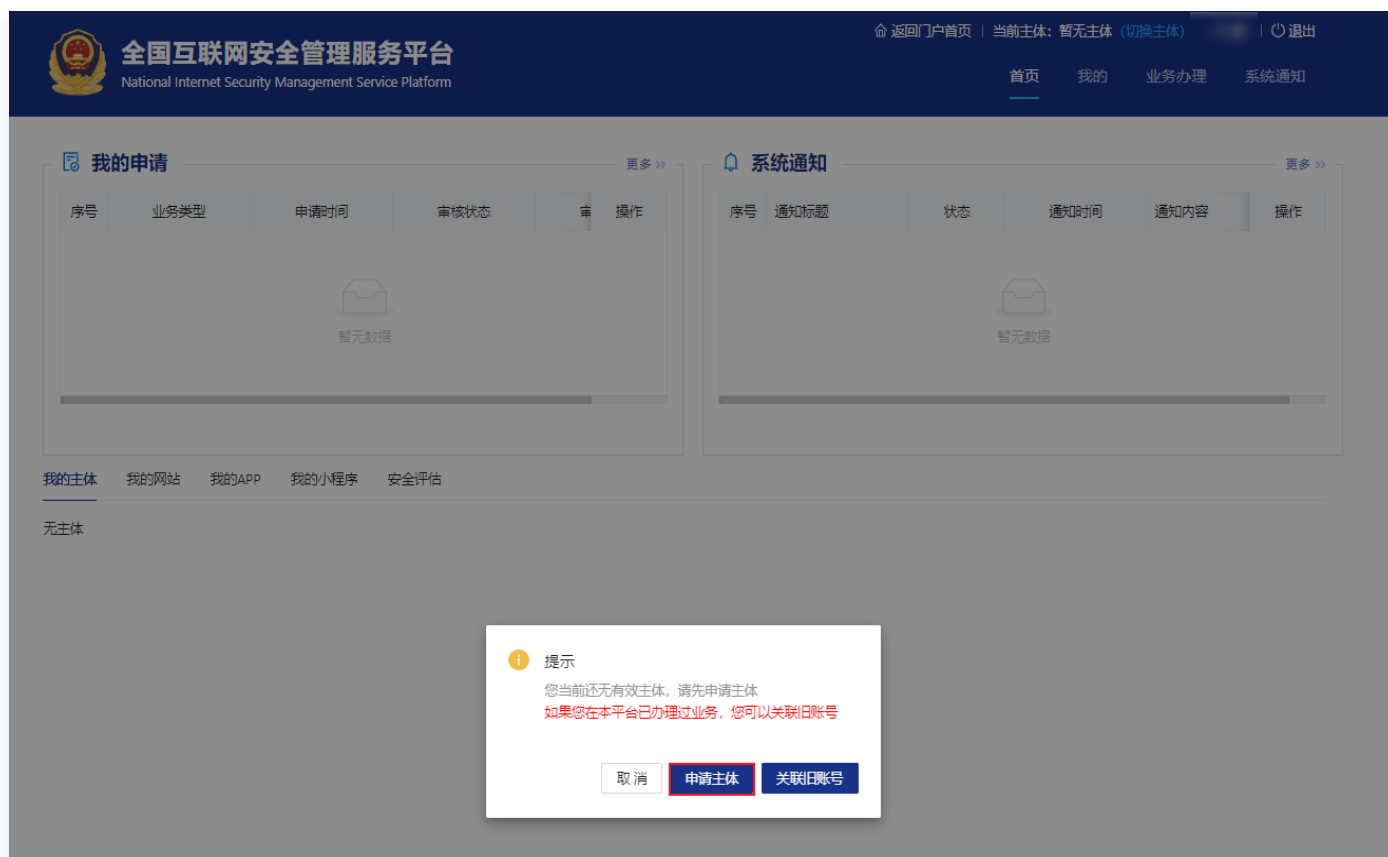 返回门户首页 | 当前主体：暂无主体（切换主体） | 退出
全国互联网安全管理服务平台
National Internet Security Management Service Platform
首页 我的 业务办理 系统通知
我的申请 更多 >>
序号 业务类型 申请时间 审核状态 审 操作
暂无数据
系统通知 更多 >>
序号 通知标题 状态 通知时间 通知内容 操作
暂无数据
我的主体 我的网站 我的APP 我的小程序 安全评估
无主体
提示
您当前还无有效主体，请先申请主体
如果您在本平台已办理过业务，您可以关联旧账号
取 消 申请主体 关联旧账号